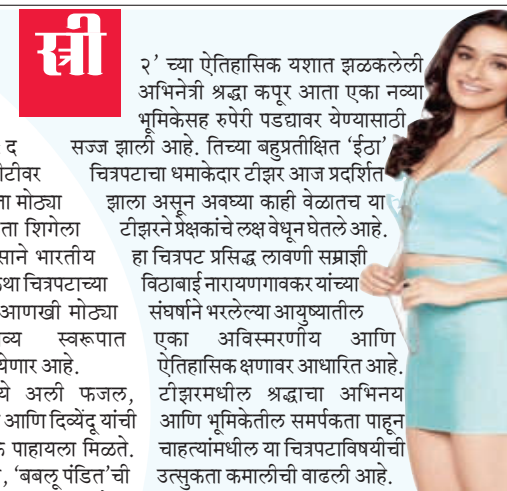 स्त्री
२’ च्या ऐतिहासिक यशात झळकलेली
अभिनेत्री श्रद्धा कपूर आता एका नव्या
भूमिकेसह रुपेरी पडद्यावर येण्यासाठी
सज्ज झाली आहे. तिच्या बहुप्रतीक्षित ‘ईठा’
चित्रपटाचा धमाकेदार टीझर आज प्रदर्शित
झाला असून अवघ्या काही वेळातच या
टीझरने प्रेक्षकांचे लक्ष वेधून घेतले आहे.
हा चित्रपट प्रसिद्ध लावणी सम्राज्ञी
विठाबाई नारायणगावकर यांच्या
संघर्षाने भरलेल्या आयुष्यातील
एका अविस्मरणीय आणि
ऐतिहासिक क्षणावर आधारित आहे.
टीझरमधील श्रद्धाचा अभिनय
आणि भूमिकेतील समर्पकता पाहून
चाहत्यांमधील या चित्रपटाविषयीची
उत्सुकता कमालीची वाढली आहे.
द
टीवर
ता मोठ्या
ता शिगेला
साने भारतीय
था चित्रपटाच्या
आणखी मोठ्या
व्य स्वरूपात
येणार आहे.
ये अली फजल,
आणि दिव्येंदू यांची
पाहायला मिळते.
, ‘बबलू पंडित’ची